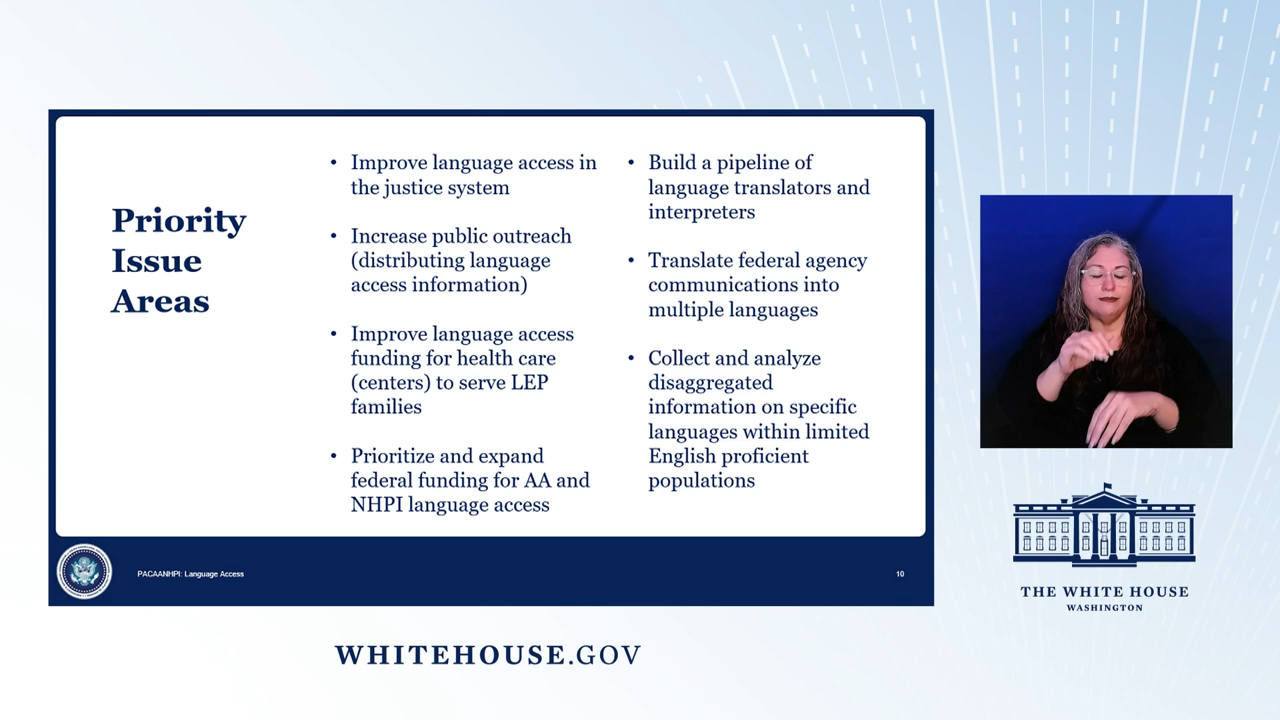 Priority
Issue
Areas
• Improve language access in
the justice system
• Increase public outreach
(distributing language
access information)
• Improve language access
funding for health care
(centers) to serve LEP
families
• Prioritize and expand
federal funding for AA and
NHPI language access
• Build a pipeline of
language translators and
interpreters
• Translate federal agency
communications into
multiple languages
• Collect and analyze
disaggregated
information on specific
languages within limited
English proficient
populations
PACAANHPI: Language Access
10
THE WHITE HOUSE
WASHINGTON
WHITEHOUSE.GOV